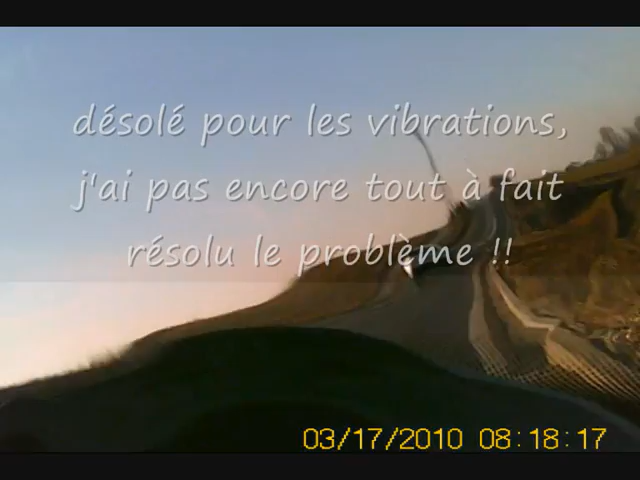 désolé pour les vibrations,
j'ai pas encore tout à fait
résolu le problème !!
03/17/2010 08:18:17